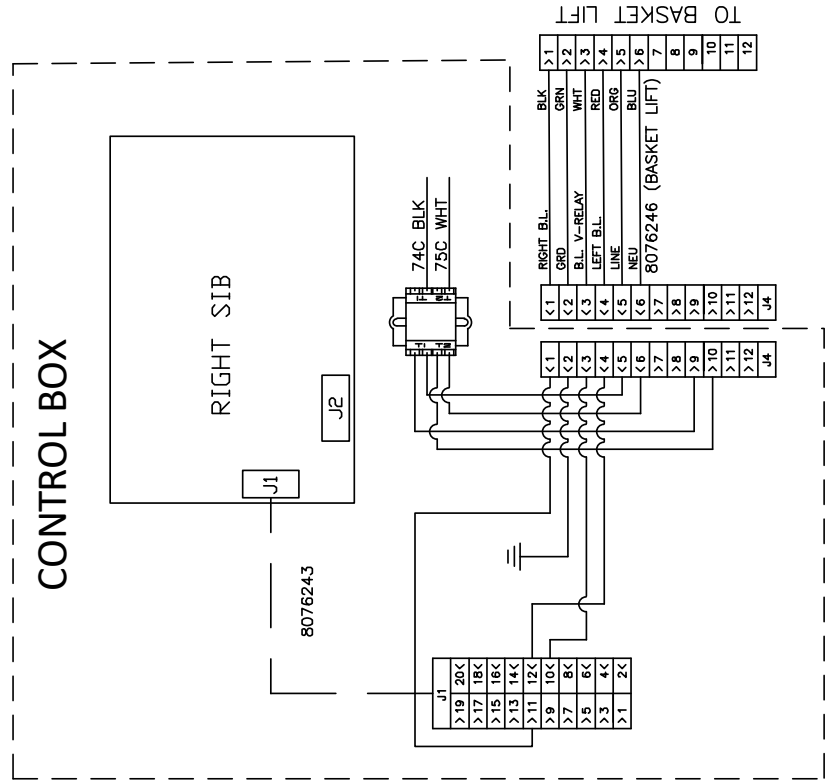 CONTROL BOX
RIGHT SIB
J1
J2
8076243
74C BLK
75C WHT
T1
T2
J1
>19 20<
>17 18<
>15 16<
>13 14<
>11 12<
>9 10<
>7 8<
>5 6<
3 4<
>1 2<
<1
<2
<3
<4
<5
<6
7
>8
>9
>10
>11
>12
J4
<1
<2
<3
<4
<5
<6
7
>8
>9
>10
>11
>12
J4
RIGHT B.L. BLK
GRD GRN
B.L. V-RELAY WHT
LEFT B.L. RED
LINE ORG
NEU BLU
8076246 (BASKET LIFT)
>1
>2
>3
>4
>5
>6
7
8
9
10
11
12
TO BASKET LIFT